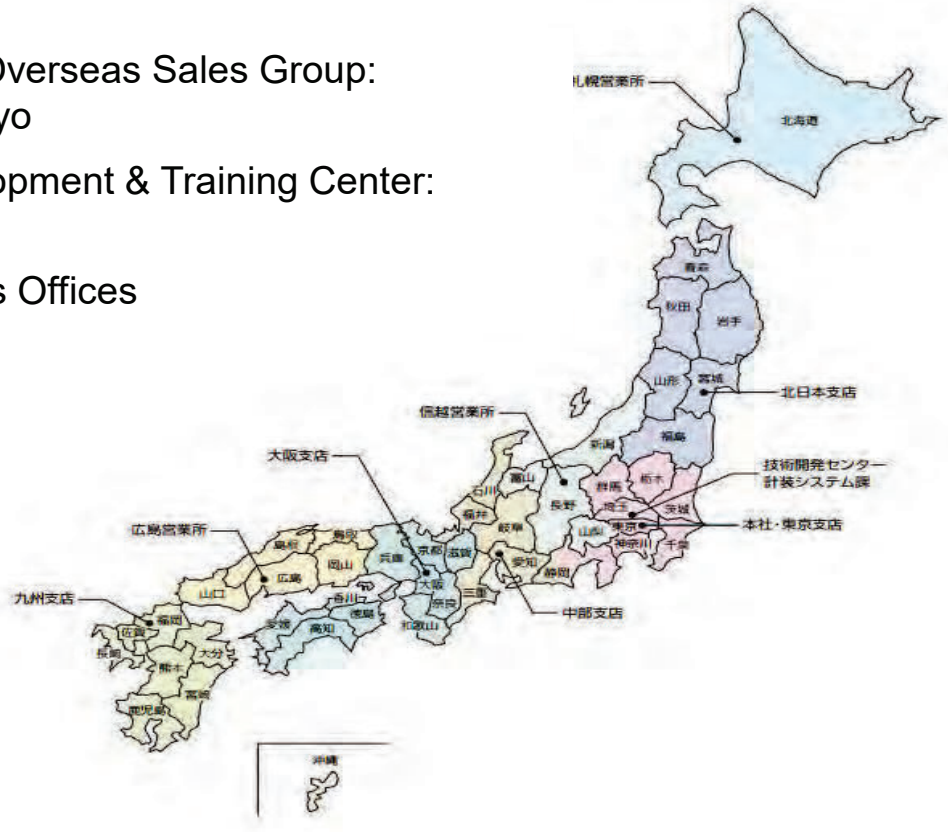 Overseas Sales Group:
yo
opment & Training Center:
s Offices
札幌営業所
北海道
青森
秋田
岩手
山形
宮城
北日本支店
信越営業所
新潟
福島
大阪支店
技術開発センター
計装システム課
石川
富山
群馬
栃木
長野
福井
埼玉
茨城
広島営業所
岐阜
山梨
東京
本社・東京支店
島根
鳥取
兵庫
京都
滋賀
愛知
静岡
神奈川
千葉
岡山
広島
大阪
山口
香川
奈良
三重
中部支店
九州支店
福岡
徳島
佐賀
愛媛
高知
和歌山
長崎
大分
熊本
宮崎
鹿児島
沖縄